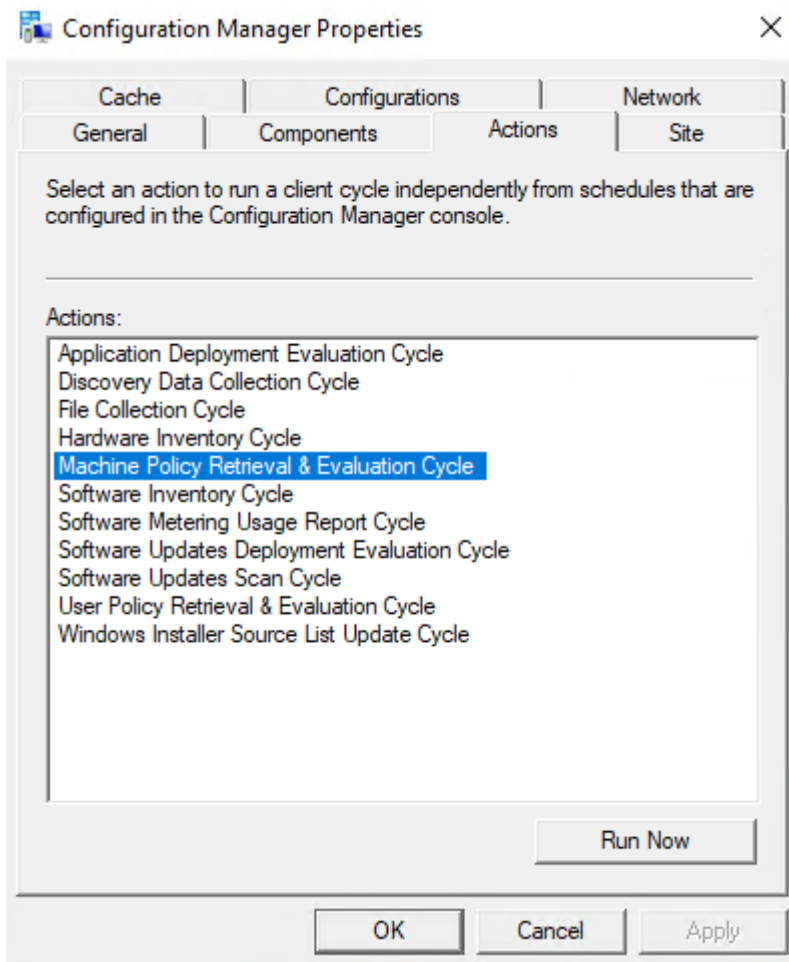 Configuration Manager Properties
Cache
Configurations
Network
General
Components
Actions
Site
Select an action to run a client cycle independently from schedules that are
configured in the Configuration Manager console.
Actions:
Application Deployment Evaluation Cycle
Discovery Data Collection Cycle
File Collection Cycle
Hardware Inventory Cycle
Machine Policy Retrieval & Evaluation Cycle
Software Inventory Cycle
Software Metering Usage Report Cycle
Software Updates Deployment Evaluation Cycle
Software Updates Scan Cycle
User Policy Retrieval & Evaluation Cycle
Windows Installer Source List Update Cycle
Run Now
OK
Cancel
Apply